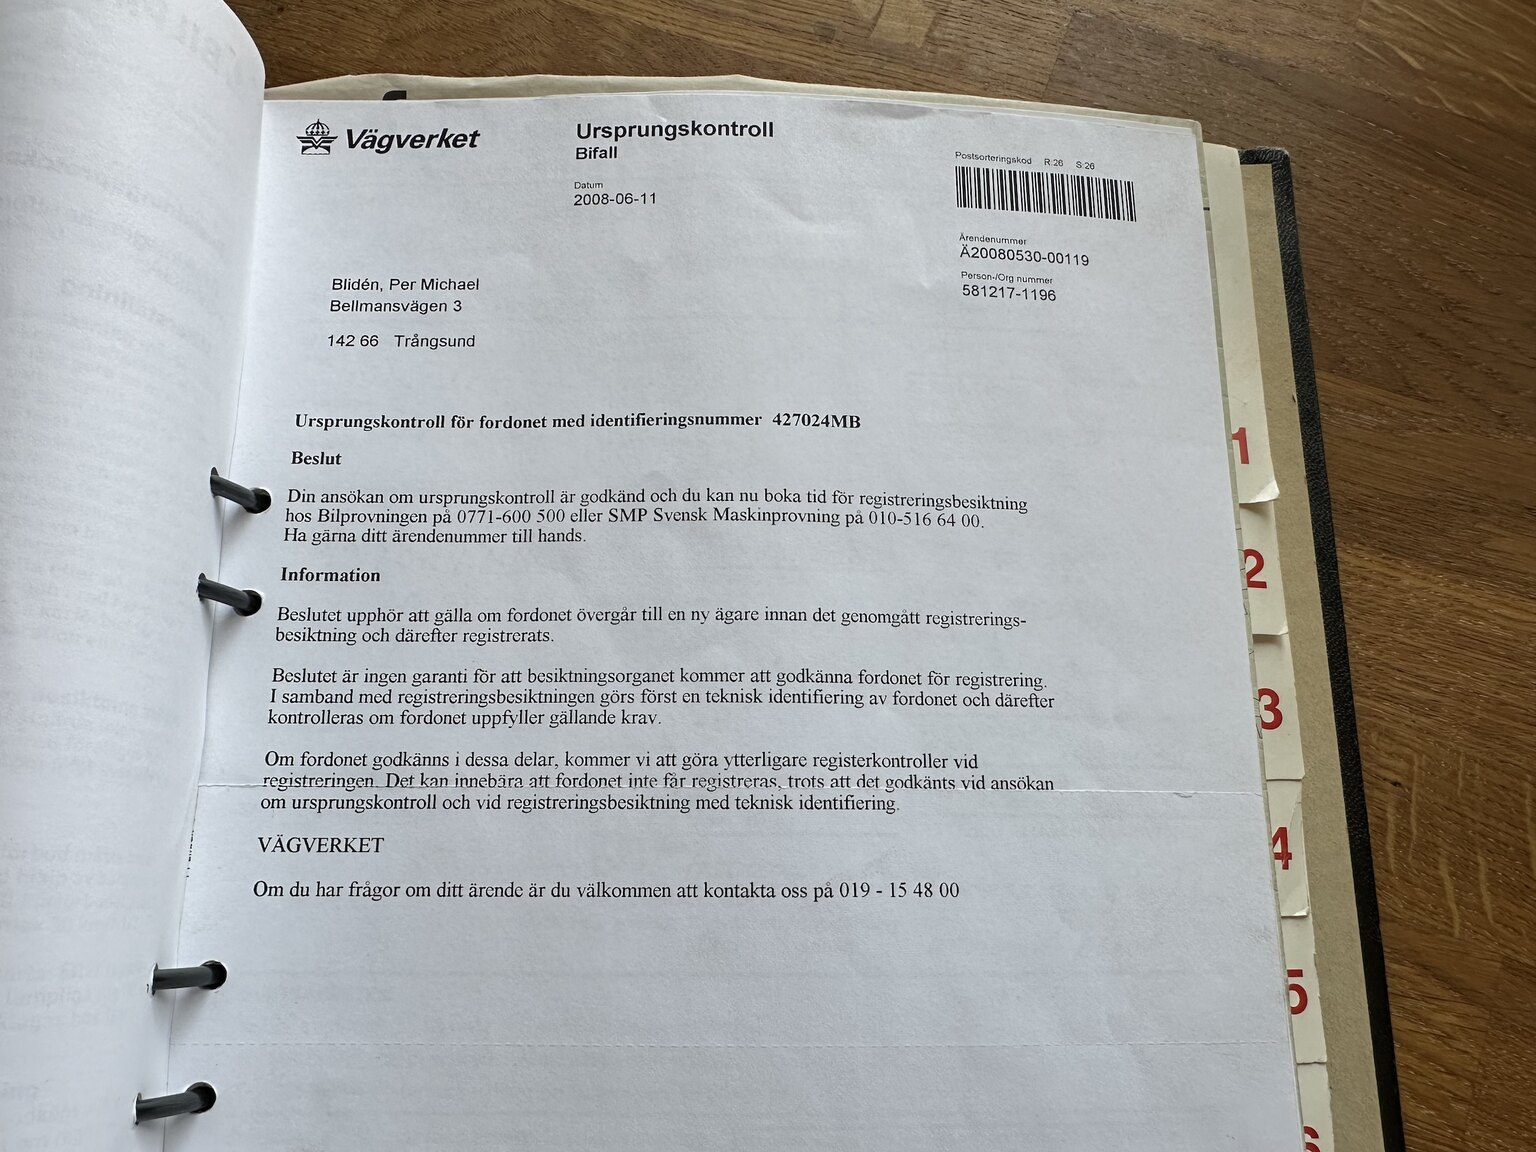 Vägverket
Ursprungskontroll
Bifall
Datum
2008-06-11
Postsorteringskod R:26 S:26
Ärendenummer
Ä20080530-00119
Person-/Org nummer
581217-1196
Blidén, Per Michael
Bellmansvägen 3
142 66 Trångsund
Ursprungskontroll för fordonet med identifieringsnummer 427024MB
Beslut
Din ansökan om ursprungskontroll är godkänd och du kan nu boka tid för registreringsbesiktning
hos Bilprovningen på 0771-600 500 eller SMP Svensk Maskinprovning på 010-516 64 00.
Ha gärna ditt ärendenummer till hands.
Information
Beslutet upphör att gälla om fordonet övergår till en ny ägare innan det genomgått registrerings-
besiktning och därefter registrerats.
Beslutet är ingen garanti för att besiktningsorganet kommer att godkänna fordonet för registrering.
I samband med registreringsbesiktningen görs först en teknisk identifiering av fordonet och därefter
kontrolleras om fordonet uppfyller gällande krav.
Om fordonet godkänns i dessa delar, kommer vi att göra ytterligare registerkontroller vid
registreringen. Det kan innebära att fordonet inte får registreras, trots att det godkänts vid ansökan
om ursprungskontroll och vid registreringsbesiktning med teknisk identifiering.
VÄGVERKET
Om du har frågor om ditt ärende är du välkommen att kontakta oss på 019 - 15 48 00
1
2
3
4
5
6